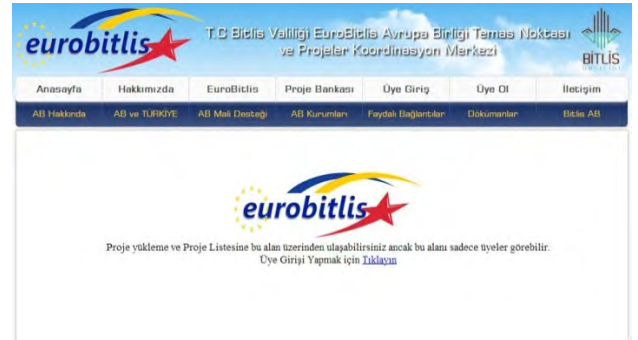 eurobitlis
T.C Bitlis Valiliği EuroBitlis Avrupa Birliği Temas Noktası
ve Projeler Koordinasyon Merkezi
BİTLİS
Anasayfa Hakkımızda EuroBitlis Proje Bankası Üye Giriş Üye Ol İletişim
AB Hakkında AB ve TÜRKİYE AB Mali Desteği AB Kurumları Faydalı Bağlantılar Dökümanlar Bitlis AB
eurobitlis
Proje yükleme ve Proje Listesine bu alan üzerinden ulaşabilirsiniz ancak bu alanı sadece üyeler görebilir.
Üye Girişi Yapmak için Tıklayın